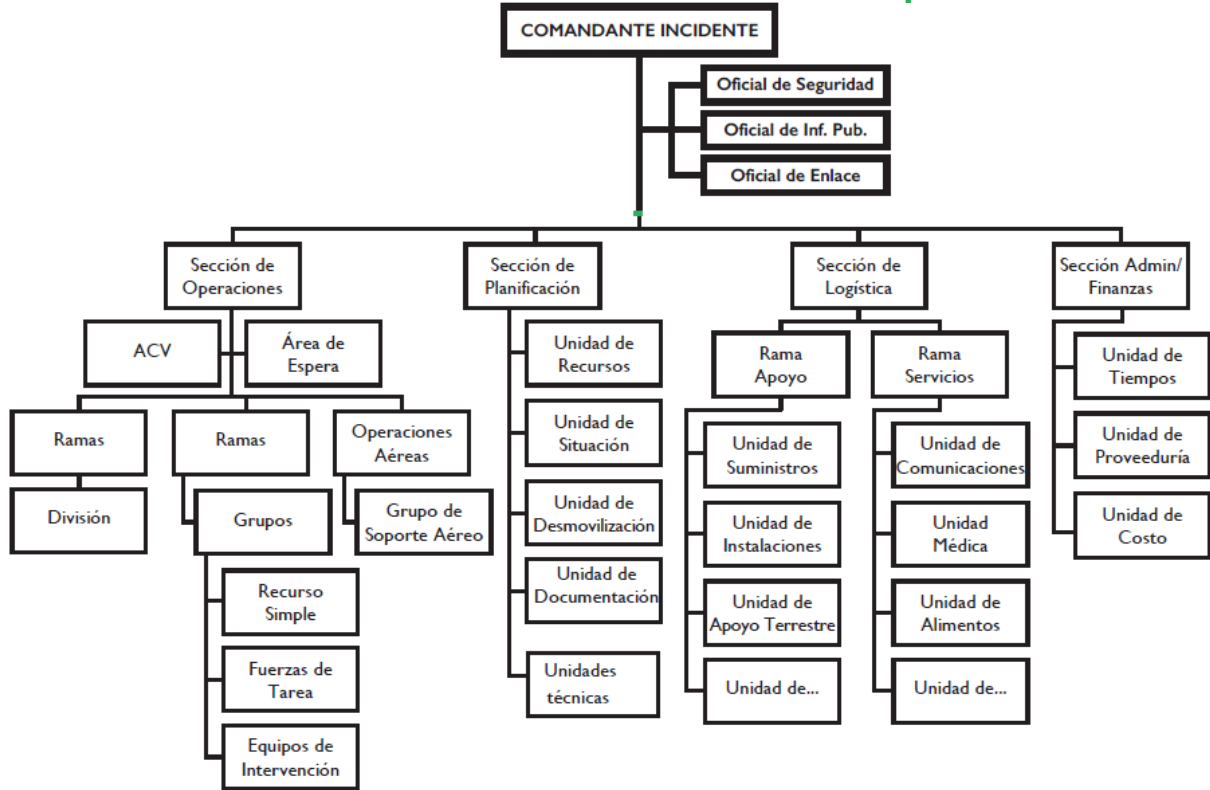 COMANDANTE INCIDENTE
Oficial de Seguridad
Oficial de Inf. Pub.
Oficial de Enlace
Sección de
Operaciones
Sección de
Planificación
Sección de
Logística
Sección Admin/
Finanzas
ACV
Área de
Espera
Ramas
Ramas
Operaciones
Aéreas
División
Grupos
Grupo de
Soporte Aéreo
Recurso
Simple
Fuerzas de
Tarea
Equipos de
Intervención
Unidad de
Recursos
Unidad de
Situación
Unidad de
Desmovilización
Unidad de
Documentación
Unidades
técnicas
Rama
Apoyo
Rama
Servicios
Unidad de
Suministros
Unidad de
Instalaciones
Unidad de
Apoyo Terrestre
Unidad de...
Unidad de
Comunicaciones
Unidad
Médica
Unidad de
Alimentos
Unidad de...
Unidad de
Tiempos
Unidad de
Proveeduría
Unidad de
Costo